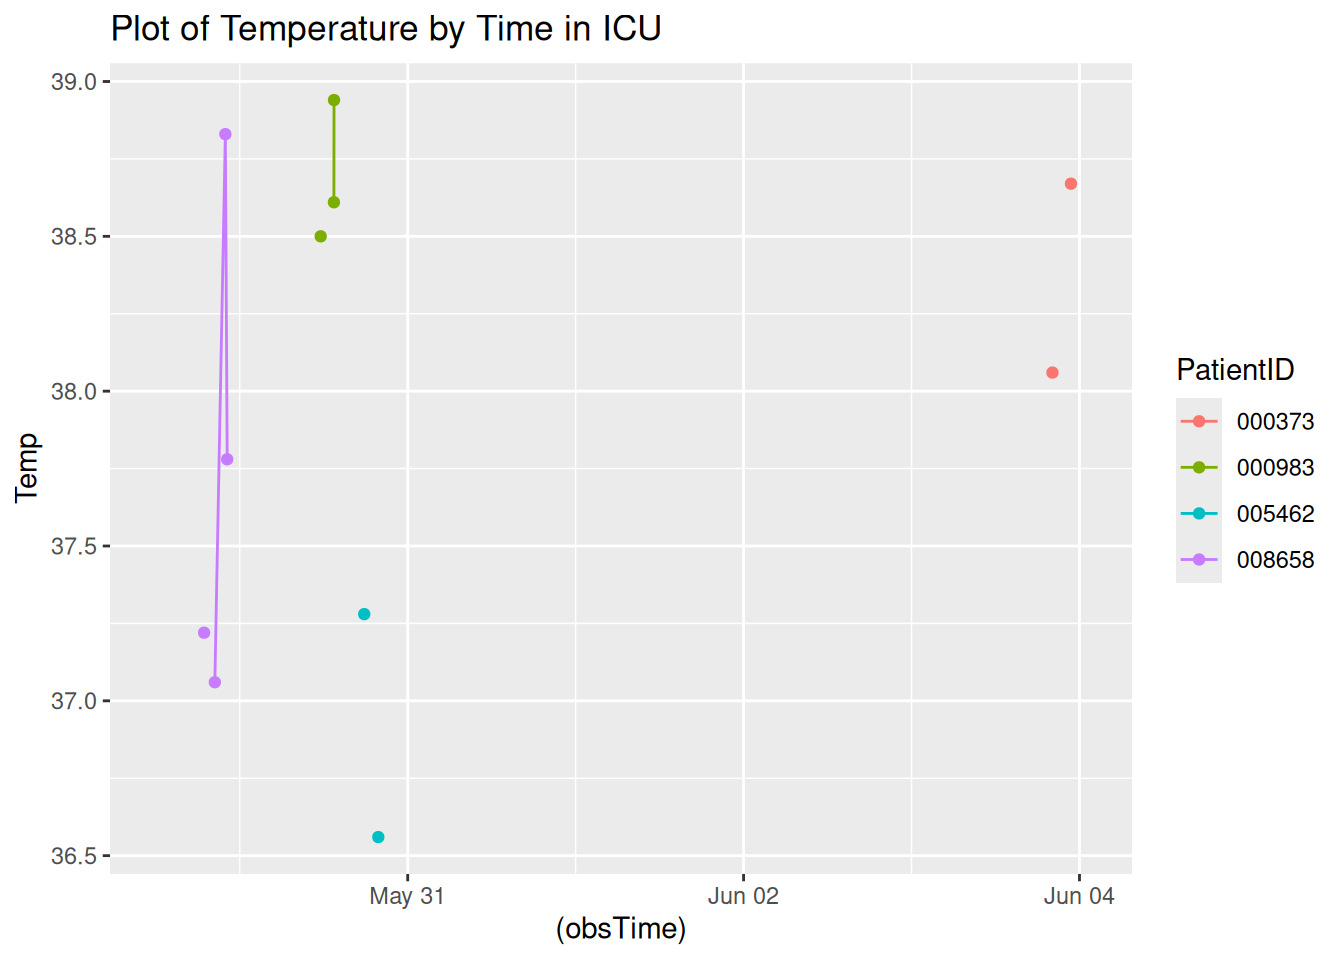 Plot of Temperature by Time in ICU
39.0
38.5
38.0
37.5
37.0
36.5
Temp
May 31
Jun 02
Jun 04
(obsTime)
PatientID
000373
000983
005462
008658